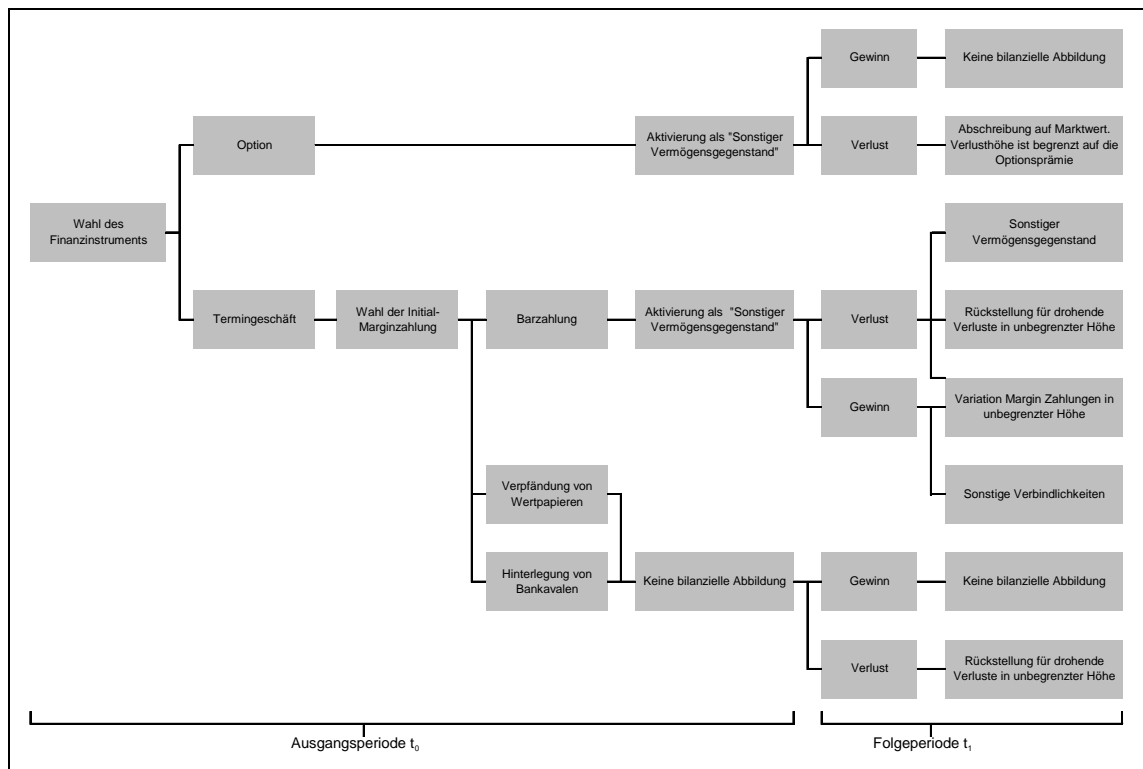 Gewinn
Keine bilanzielle Abbildung
Option
Aktivierung als "Sonstiger
Vermögensgegenstand"
Verlust
Abschreibung auf Marktwert.
Verlusthöhe ist begrenzt auf die
Optionsprämie
Wahl des
Finanzinstruments
Sonstiger
Vermögensgegenstand
Termingeschäft
Wahl der Initial-
Marginzahlung
Barzahlung
Aktivierung als "Sonstiger
Vermögensgegenstand"
Verlust
Rückstellung für drohende
Verluste in unbegrenzter Höhe
Gewinn
Variation Margin Zahlungen in
unbegrenzter Höhe
Verpfändung von
Wertpapieren
Sonstige Verbindlichkeiten
Hinterlegung von
Bankavalen
Keine bilanzielle Abbildung
Gewinn
Keine bilanzielle Abbildung
Verlust
Rückstellung für drohende
Verluste in unbegrenzter Höhe
Ausgangsperiode t₀
Folgeperiode t₁